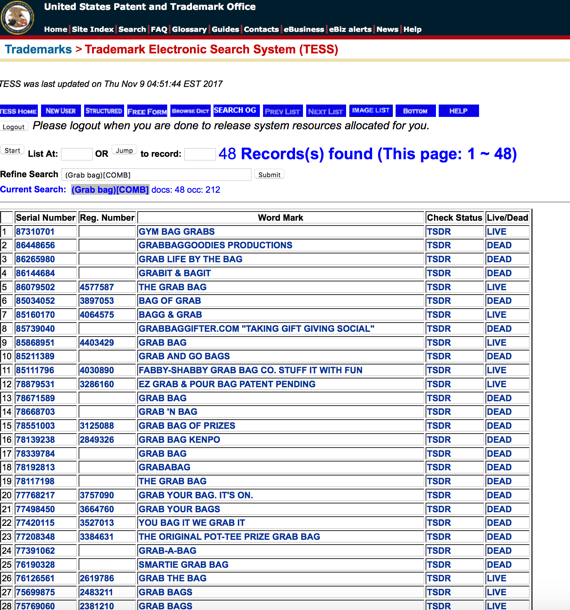 United States Patent and Trademark Office
Home | Site Index | Search | FAQ | Glossary | Guides | Contacts | eBusiness | eBiz alerts | News | Help
Trademarks > Trademark Electronic Search System (TESS)
TESS was last updated on Thu Nov 9 04:51:44 EST 2017
TESS HOME NEW USER STRUCTURED FREE FORM BROWSE DICT SEARCH OG PREV LIST NEXT LIST IMAGE LIST BOTTOM HELP
Logout Please logout when you are done to release system resources allocated for you.
Start List At: OR Jump to record: 48 Records(s) found (This page: 1 ~ 48)
Refine Search (Grab bag)[COMB] Submit
Current Search: (Grab bag)[COMB] docs: 48 occ: 212
Serial Number Reg. Number Word Mark Check Status Live/Dead
1 87310701 GYM BAG GRABS TSDR LIVE
2 86448656 GRABBAGGOODIES PRODUCTIONS TSDR DEAD
3 86265980 GRAB LIFE BY THE BAG TSDR DEAD
4 86144684 GRABIT & BAGIT TSDR DEAD
5 86079502 4577587 THE GRAB BAG TSDR LIVE
6 85034052 3897053 BAG OF GRAB TSDR DEAD
7 85160170 4064575 BAGG & GRAB TSDR LIVE
8 85739040 GRABBAGGIFTER.COM "TAKING GIFT GIVING SOCIAL" TSDR DEAD
9 85868951 4403429 GRAB BAG TSDR LIVE
10 85211389 GRAB AND GO BAGS TSDR DEAD
11 85111796 4030890 FABBY-SHABBY GRAB BAG CO. STUFF IT WITH FUN TSDR LIVE
12 78879531 3286160 EZ GRAB & POUR BAG PATENT PENDING TSDR LIVE
13 78671589 GRAB BAG TSDR DEAD
14 78668703 GRAB 'N BAG TSDR DEAD
15 78551003 3125088 GRAB BAG OF PRIZES TSDR DEAD
16 78139238 2849326 GRAB BAG KENPO TSDR DEAD
17 78339784 GRAB BAG TSDR DEAD
18 78192813 GRABABAG TSDR DEAD
19 78117198 THE GRAB BAG TSDR DEAD
20 77768217 3757090 GRAB YOUR BAG. IT'S ON. TSDR DEAD
21 77498450 3664760 GRAB YOUR BAGS TSDR DEAD
22 77420115 3527013 YOU BAG IT WE GRAB IT TSDR DEAD
23 77208348 3384631 THE ORIGINAL POT-TEE PRIZE GRAB BAG TSDR DEAD
24 77391062 GRAB-A-BAG TSDR DEAD
25 76190328 SMARTIE GRAB BAG TSDR DEAD
26 76126561 2619786 GRAB THE BAG TSDR LIVE
27 75699875 2483211 GRAB BAGS TSDR LIVE
28 75769060 2381210 GRAB BAGS TSDR DEAD